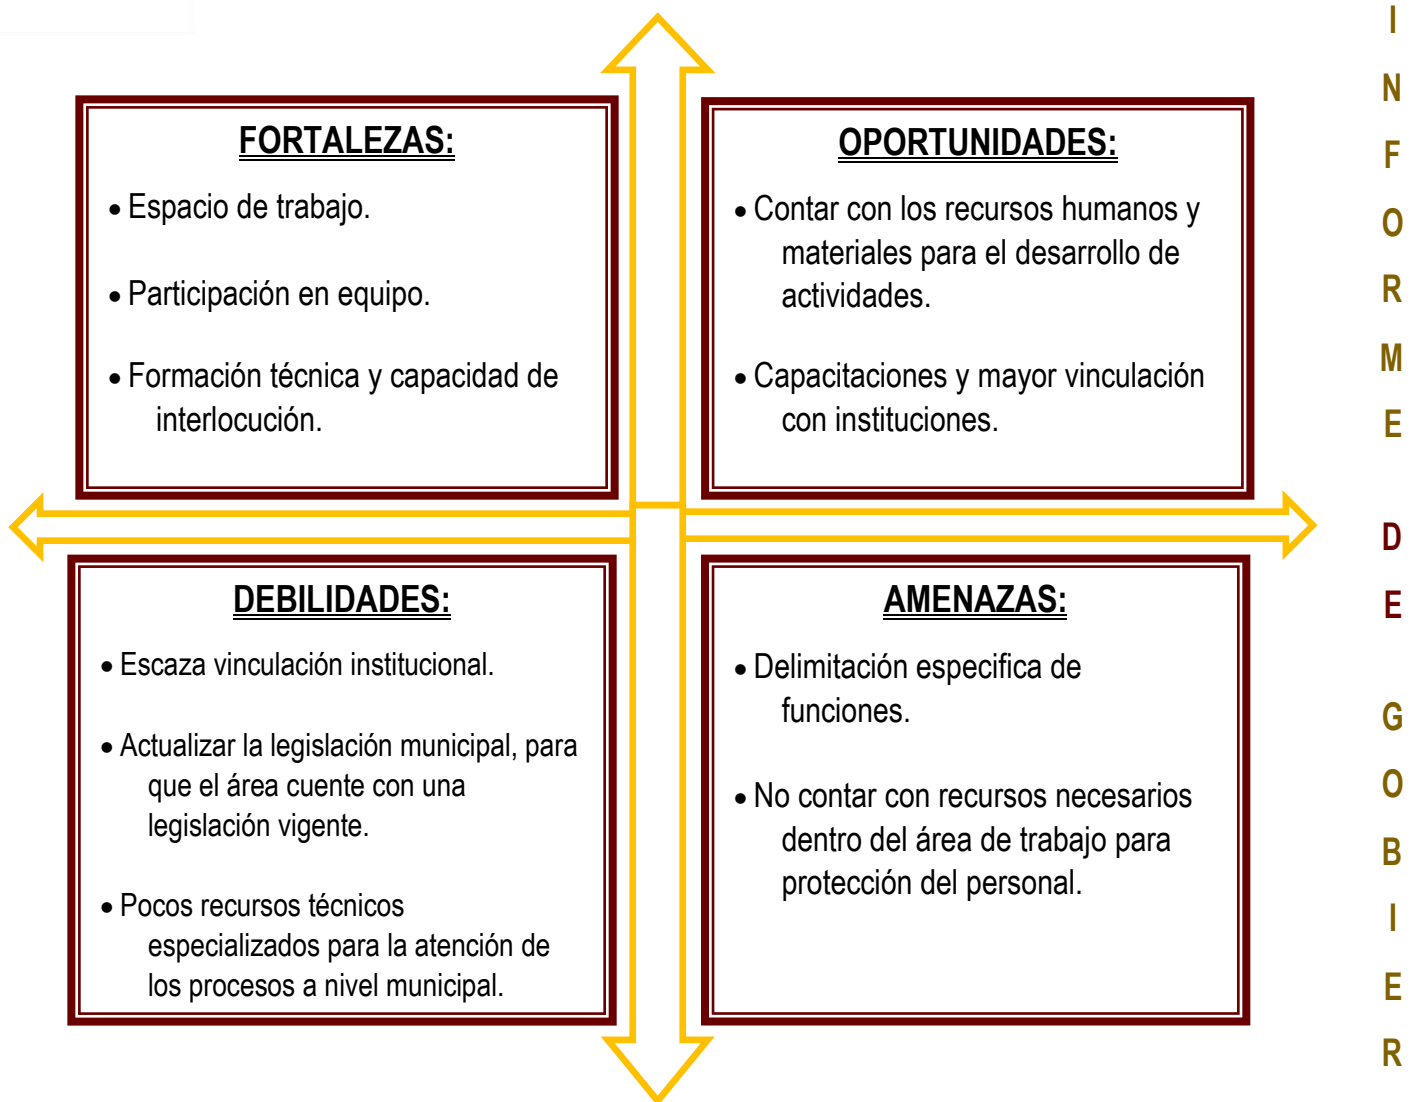 FORTALEZAS:
• Espacio de trabajo.
• Participación en equipo.
• Formación técnica y capacidad de
interlocución.
OPORTUNIDADES:
• Contar con los recursos humanos y
materiales para el desarrollo de
actividades.
• Capacitaciones y mayor vinculación
con instituciones.
DEBILIDADES:
• Escaza vinculación institucional.
• Actualizar la legislación municipal, para
que el área cuente con una
legislación vigente.
• Pocos recursos técnicos
especializados para la atención de
los procesos a nivel municipal.
AMENAZAS:
• Delimitación especifica de
funciones.
• No contar con recursos necesarios
dentro del área de trabajo para
protección del personal.
I
N
F
O
R
M
E
D
E
G
O
B
I
E
R